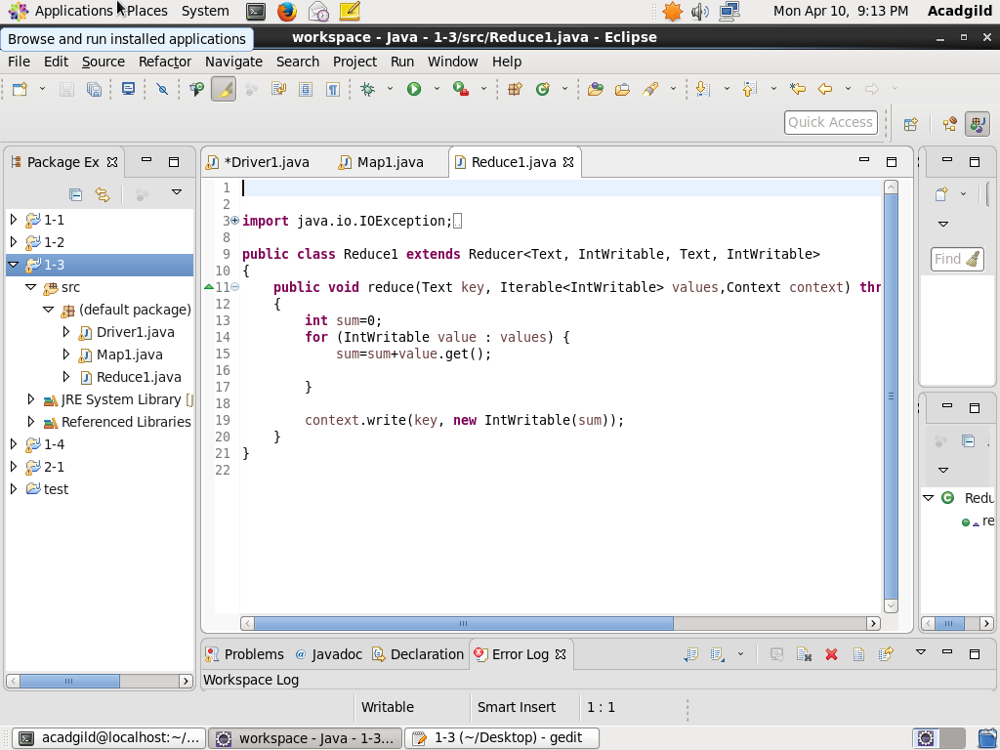 Applications Places System Mon Apr 10, 9:13 PM Acadgild
Browse and run installed applications
workspace - Java - 1-3/src/Reduce1.java - Eclipse
File Edit Source Refactor Navigate Search Project Run Window Help
Quick Access
Package Ex
*Driver1.java Map1.java Reduce1.java
1-1
1-2
1-3
src
(default package)
Driver1.java
Map1.java
Reduce1.java
JRE System Library [J
Referenced Libraries
1-4
2-1
test
1
2
3 import java.io.IOException;
8
9 public class Reduce1 extends Reducer<Text, IntWritable, Text, IntWritable>
10 {
11 public void reduce(Text key, Iterable<IntWritable> values,Context context) thr
12 {
13 int sum=0;
14 for (IntWritable value : values) {
15 sum=sum+value.get();
16
17 }
18
19 context.write(key, new IntWritable(sum));
20 }
21 }
22
Find
Redu
re
Problems @ Javadoc Declaration Error Log
Workspace Log
Writable Smart Insert 1 : 1
acadgild@localhost:~/... workspace - Java - 1-3... 1-3 (~/Desktop) - gedit